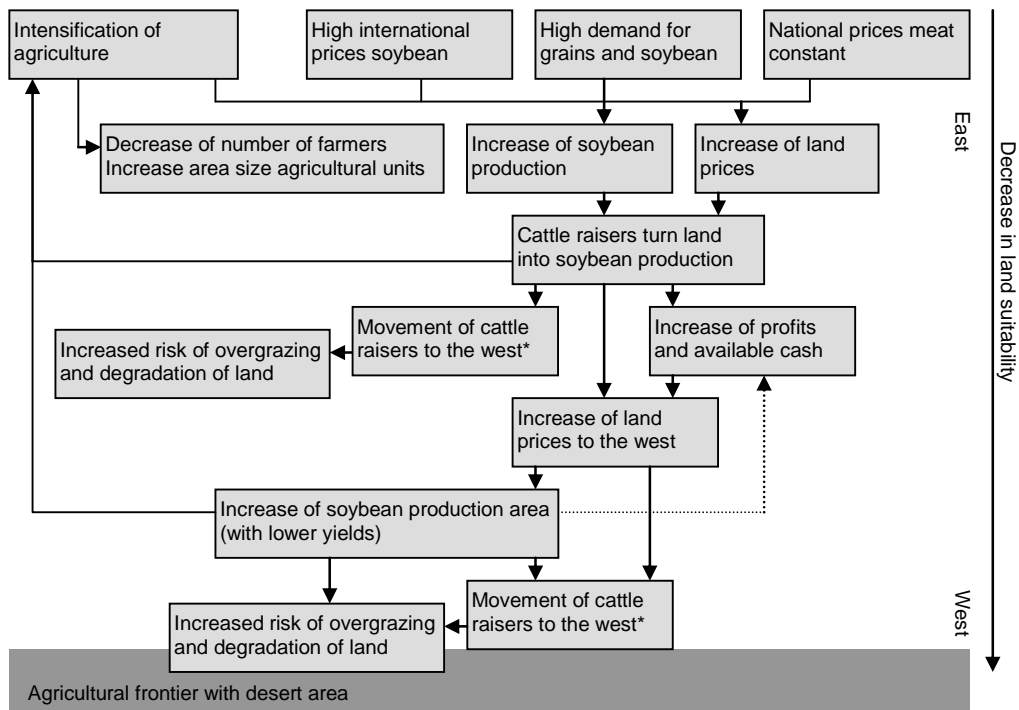 Intensification of
agriculture
High international
prices soybean
High demand for
grains and soybean
National prices meat
constant
East
Decrease in land suitability
Decrease of number of farmers
Increase area size agricultural units
Increase of soybean
production
Increase of land
prices
Cattle raisers turn land
into soybean production
Increased risk of overgrazing
and degradation of land
Movement of cattle
raisers to the west*
Increase of profits
and available cash
Increase of land
prices to the west
Increase of soybean production area
(with lower yields)
Increased risk of overgrazing
and degradation of land
Movement of cattle
raisers to the west*
West
Agricultural frontier with desert area